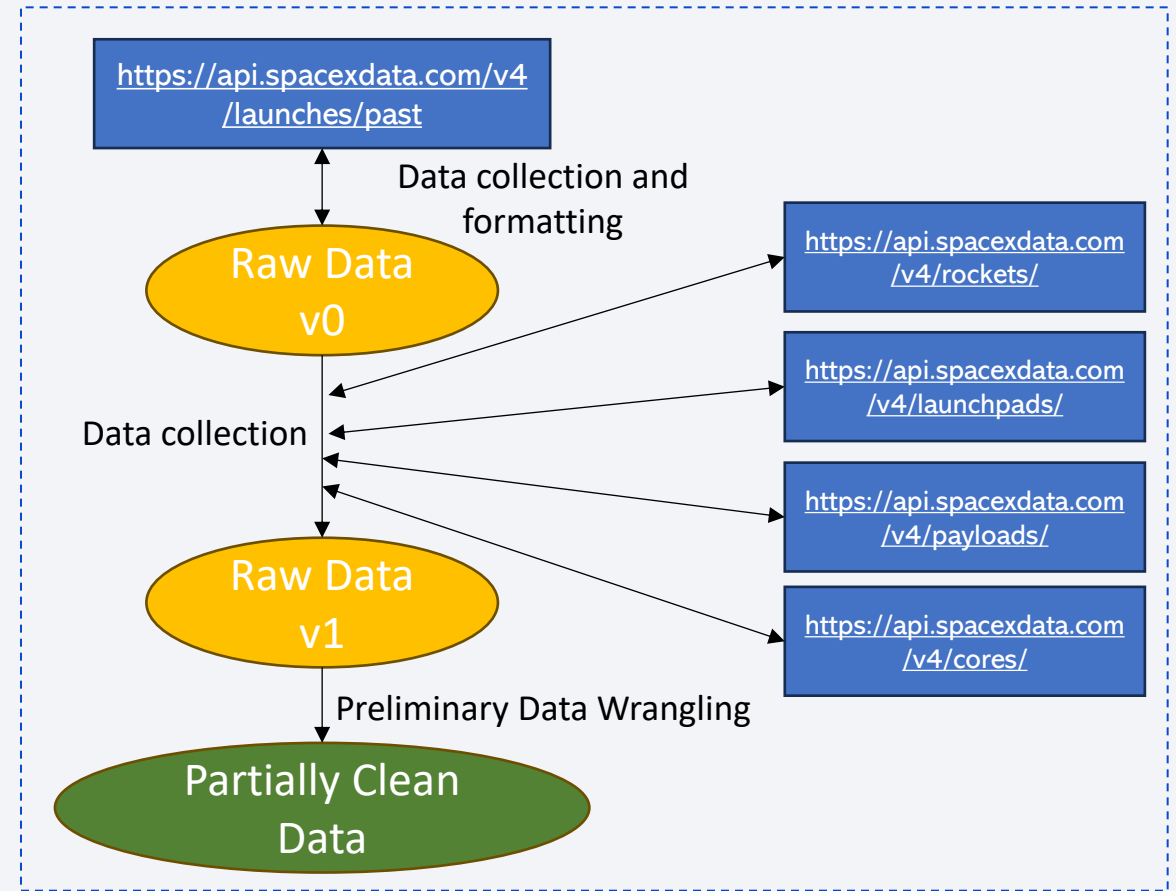 https://api.spacexdata.com/v4
/launches/past
Data collection and
formatting
Raw Data
v0
https://api.spacexdata.com
/v4/rockets/
https://api.spacexdata.com
/v4/launchpads/
Data collection
https://api.spacexdata.com
/v4/payloads/
Raw Data
v1
https://api.spacexdata.com
/v4/cores/
Preliminary Data Wrangling
Partially Clean
Data